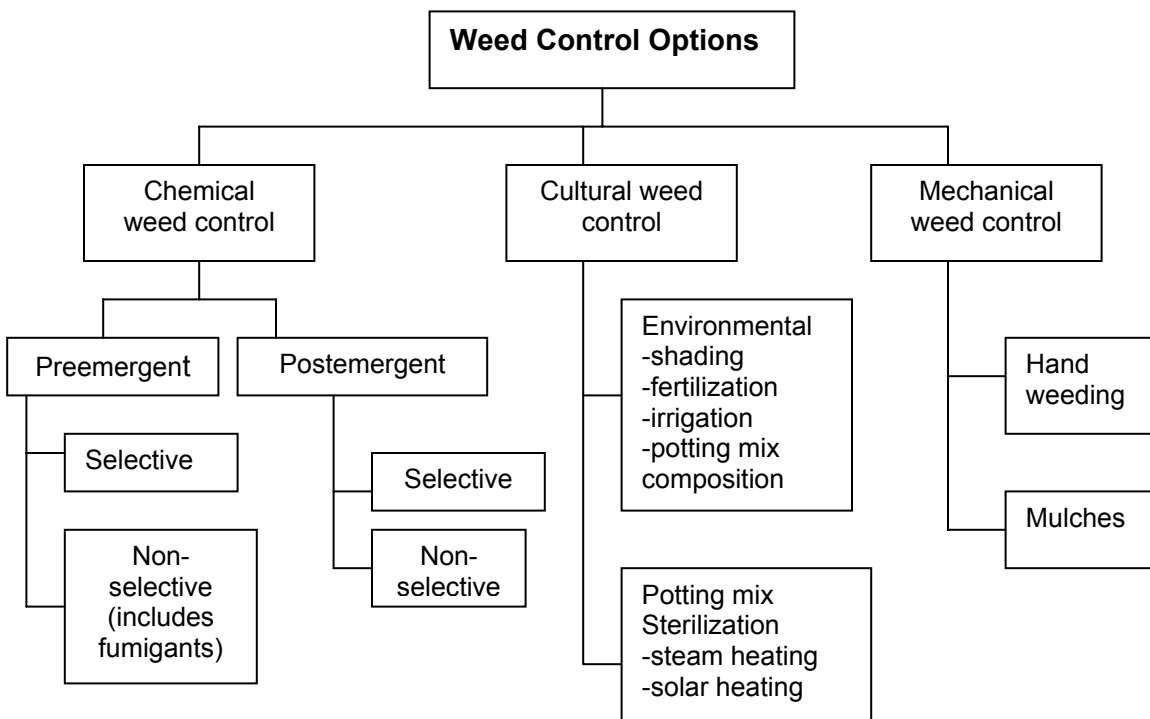 Weed Control Options
Chemical
weed control
Cultural weed
control
Mechanical
weed control
Preemergent
Postemergent
Selective
Non-
selective
(includes
fumigants)
Selective
Non-
selective
Environmental
-shading
-fertilization
-irrigation
-potting mix
composition
Potting mix
Sterilization
-steam heating
-solar heating
Hand
weeding
Mulches